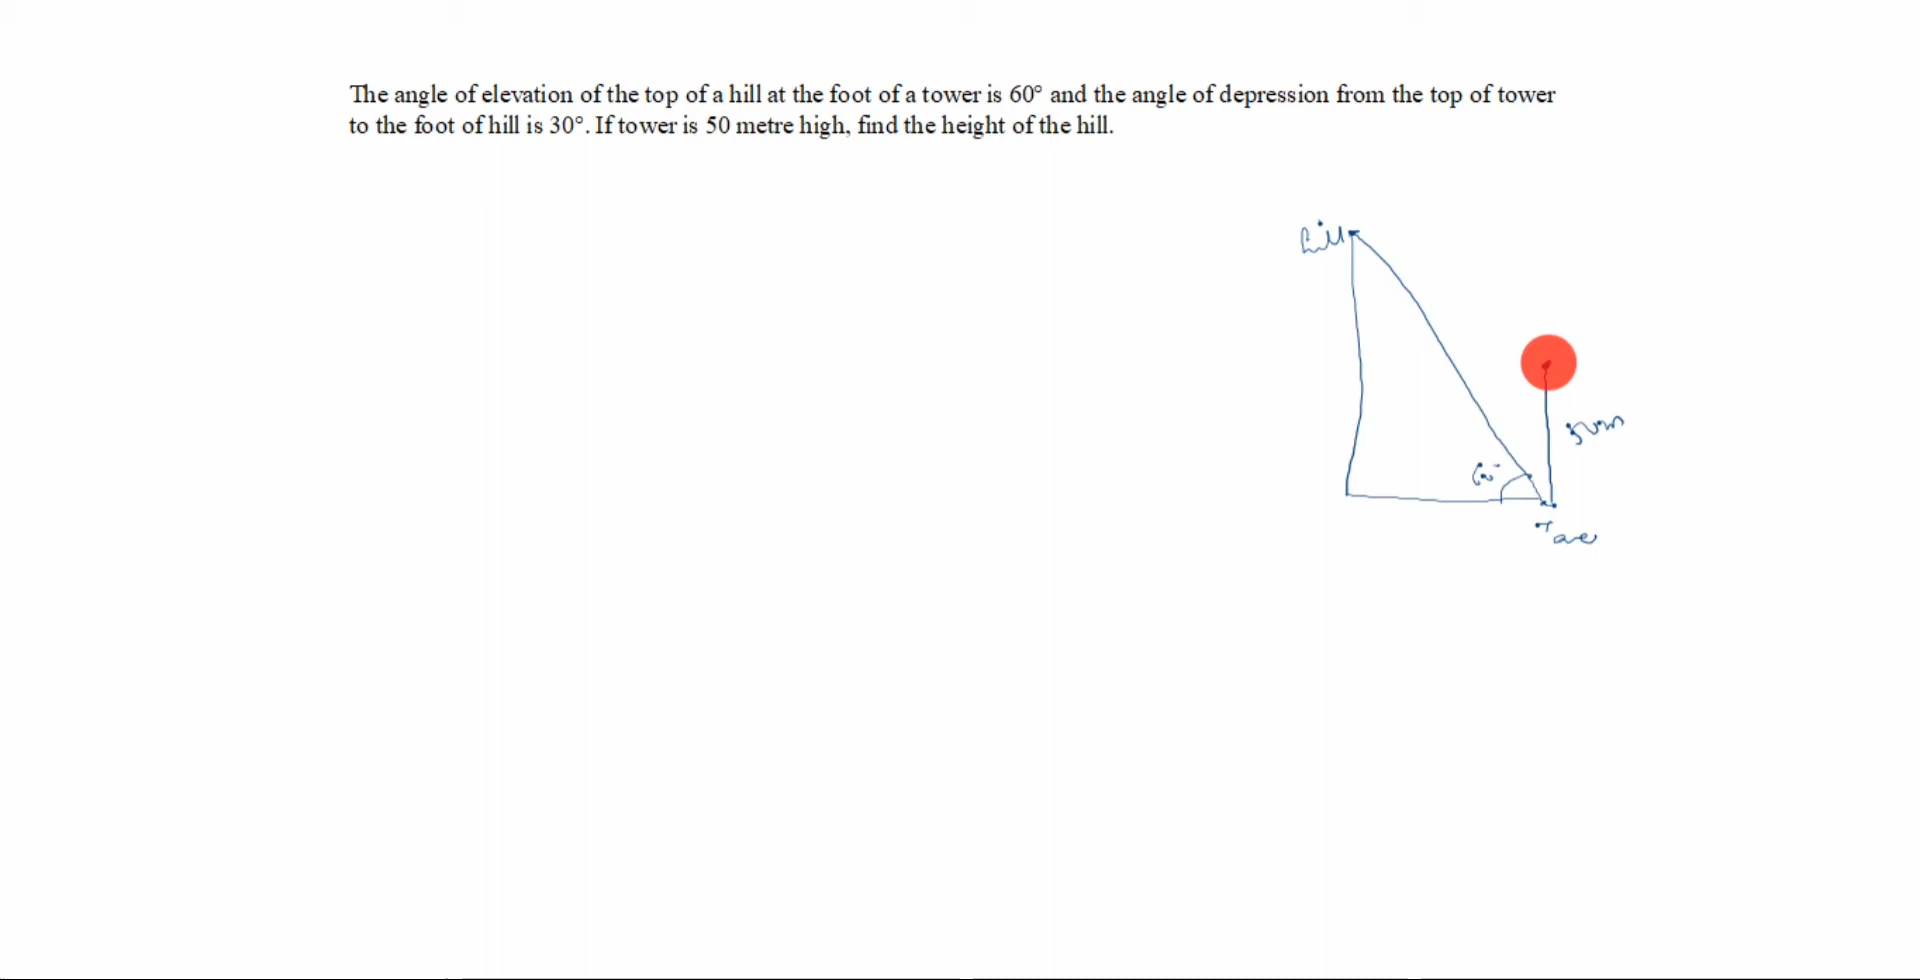 The angle of elevation of the top of a hill at the foot of a tower is 60° and the angle of depression from the top of tower
to the foot of hill is 30°. If tower is 50 metre high, find the height of the hill.
hill
50m
60°